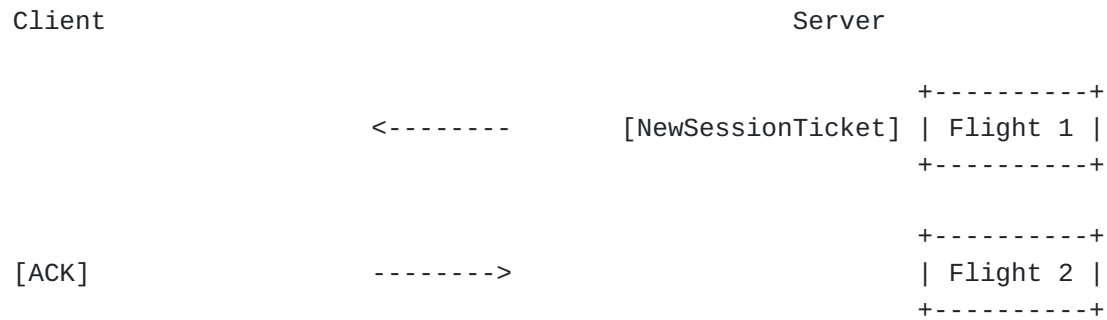 Client                                             Server

                                                          +----------+
                       <--------       [NewSessionTicket] | Flight 1 |
                                                          +----------+

                                                          +----------+
[ACK]                  -------->                          | Flight 2 |
                                                          +----------+